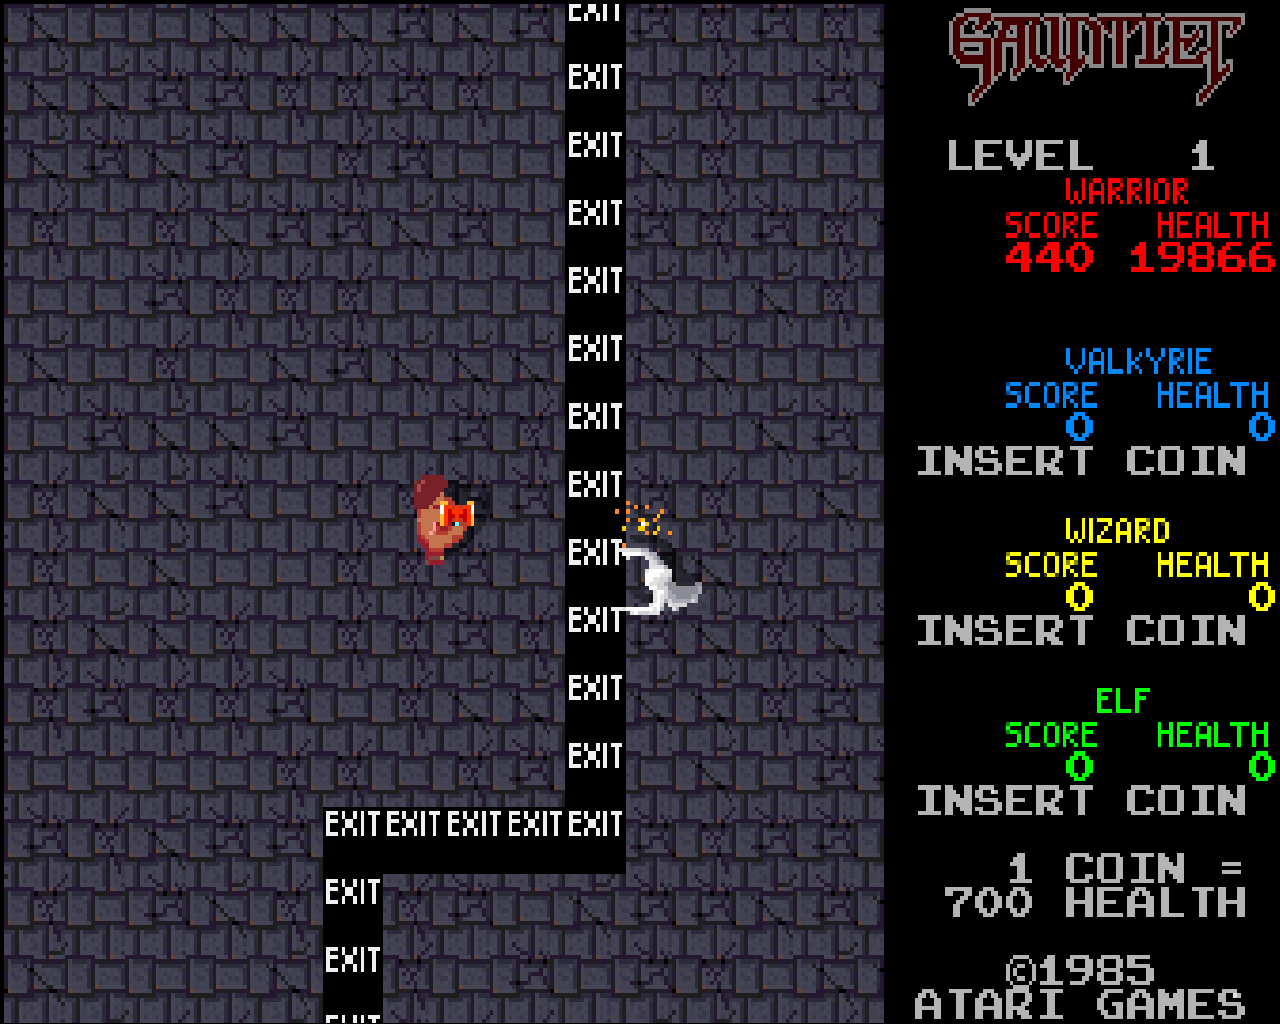 EXIT
GAUNTLET
EXIT
EXIT
LEVEL 1
WARRIOR
EXIT
SCORE HEALTH
440 19866
EXIT
EXIT
VALKYRIE
SCORE HEALTH
EXIT
0 0
INSERT COIN
EXIT
WIZARD
EXIT
SCORE HEALTH
0 0
EXIT
INSERT COIN
EXIT
ELF
SCORE HEALTH
EXIT
0 0
INSERT COIN
EXIT EXIT EXIT EXIT EXIT
1 COIN =
EXIT
700 HEALTH
EXIT
©1985
ATARI GAMES
EXIT